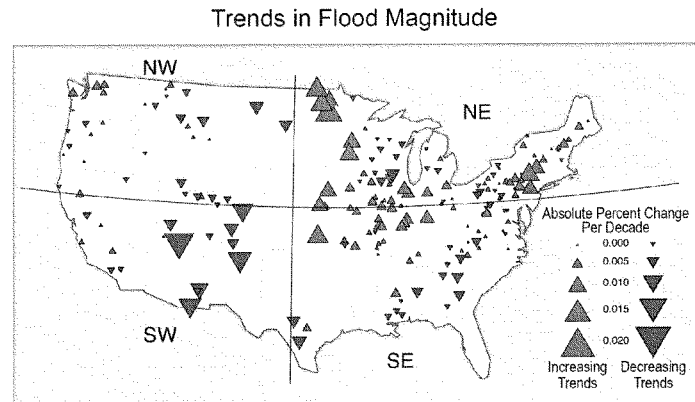 Trends in Flood Magnitude
NW
NE
Absolute Percent Change
Per Decade
0.000
0.005
0.010
0.015
0.020
SW
SE
Increasing
Trends
Decreasing
Trends